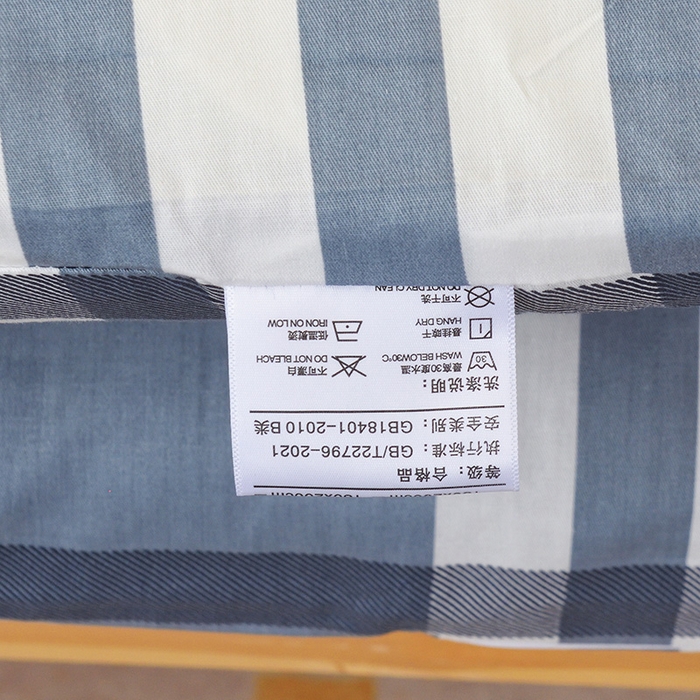 等级：合格品
执行标准：GB/T22796-2021
安全类别：GB18401-2010 B类
洗涤说明：
30 最高30度水温 WASH BELOW30°C
不可漂白 DO NOT BLEACH
悬挂晾干 HANG DRY
低温熨烫 IRON ON LOW
不可干洗 DO NOT DRY CLEAN